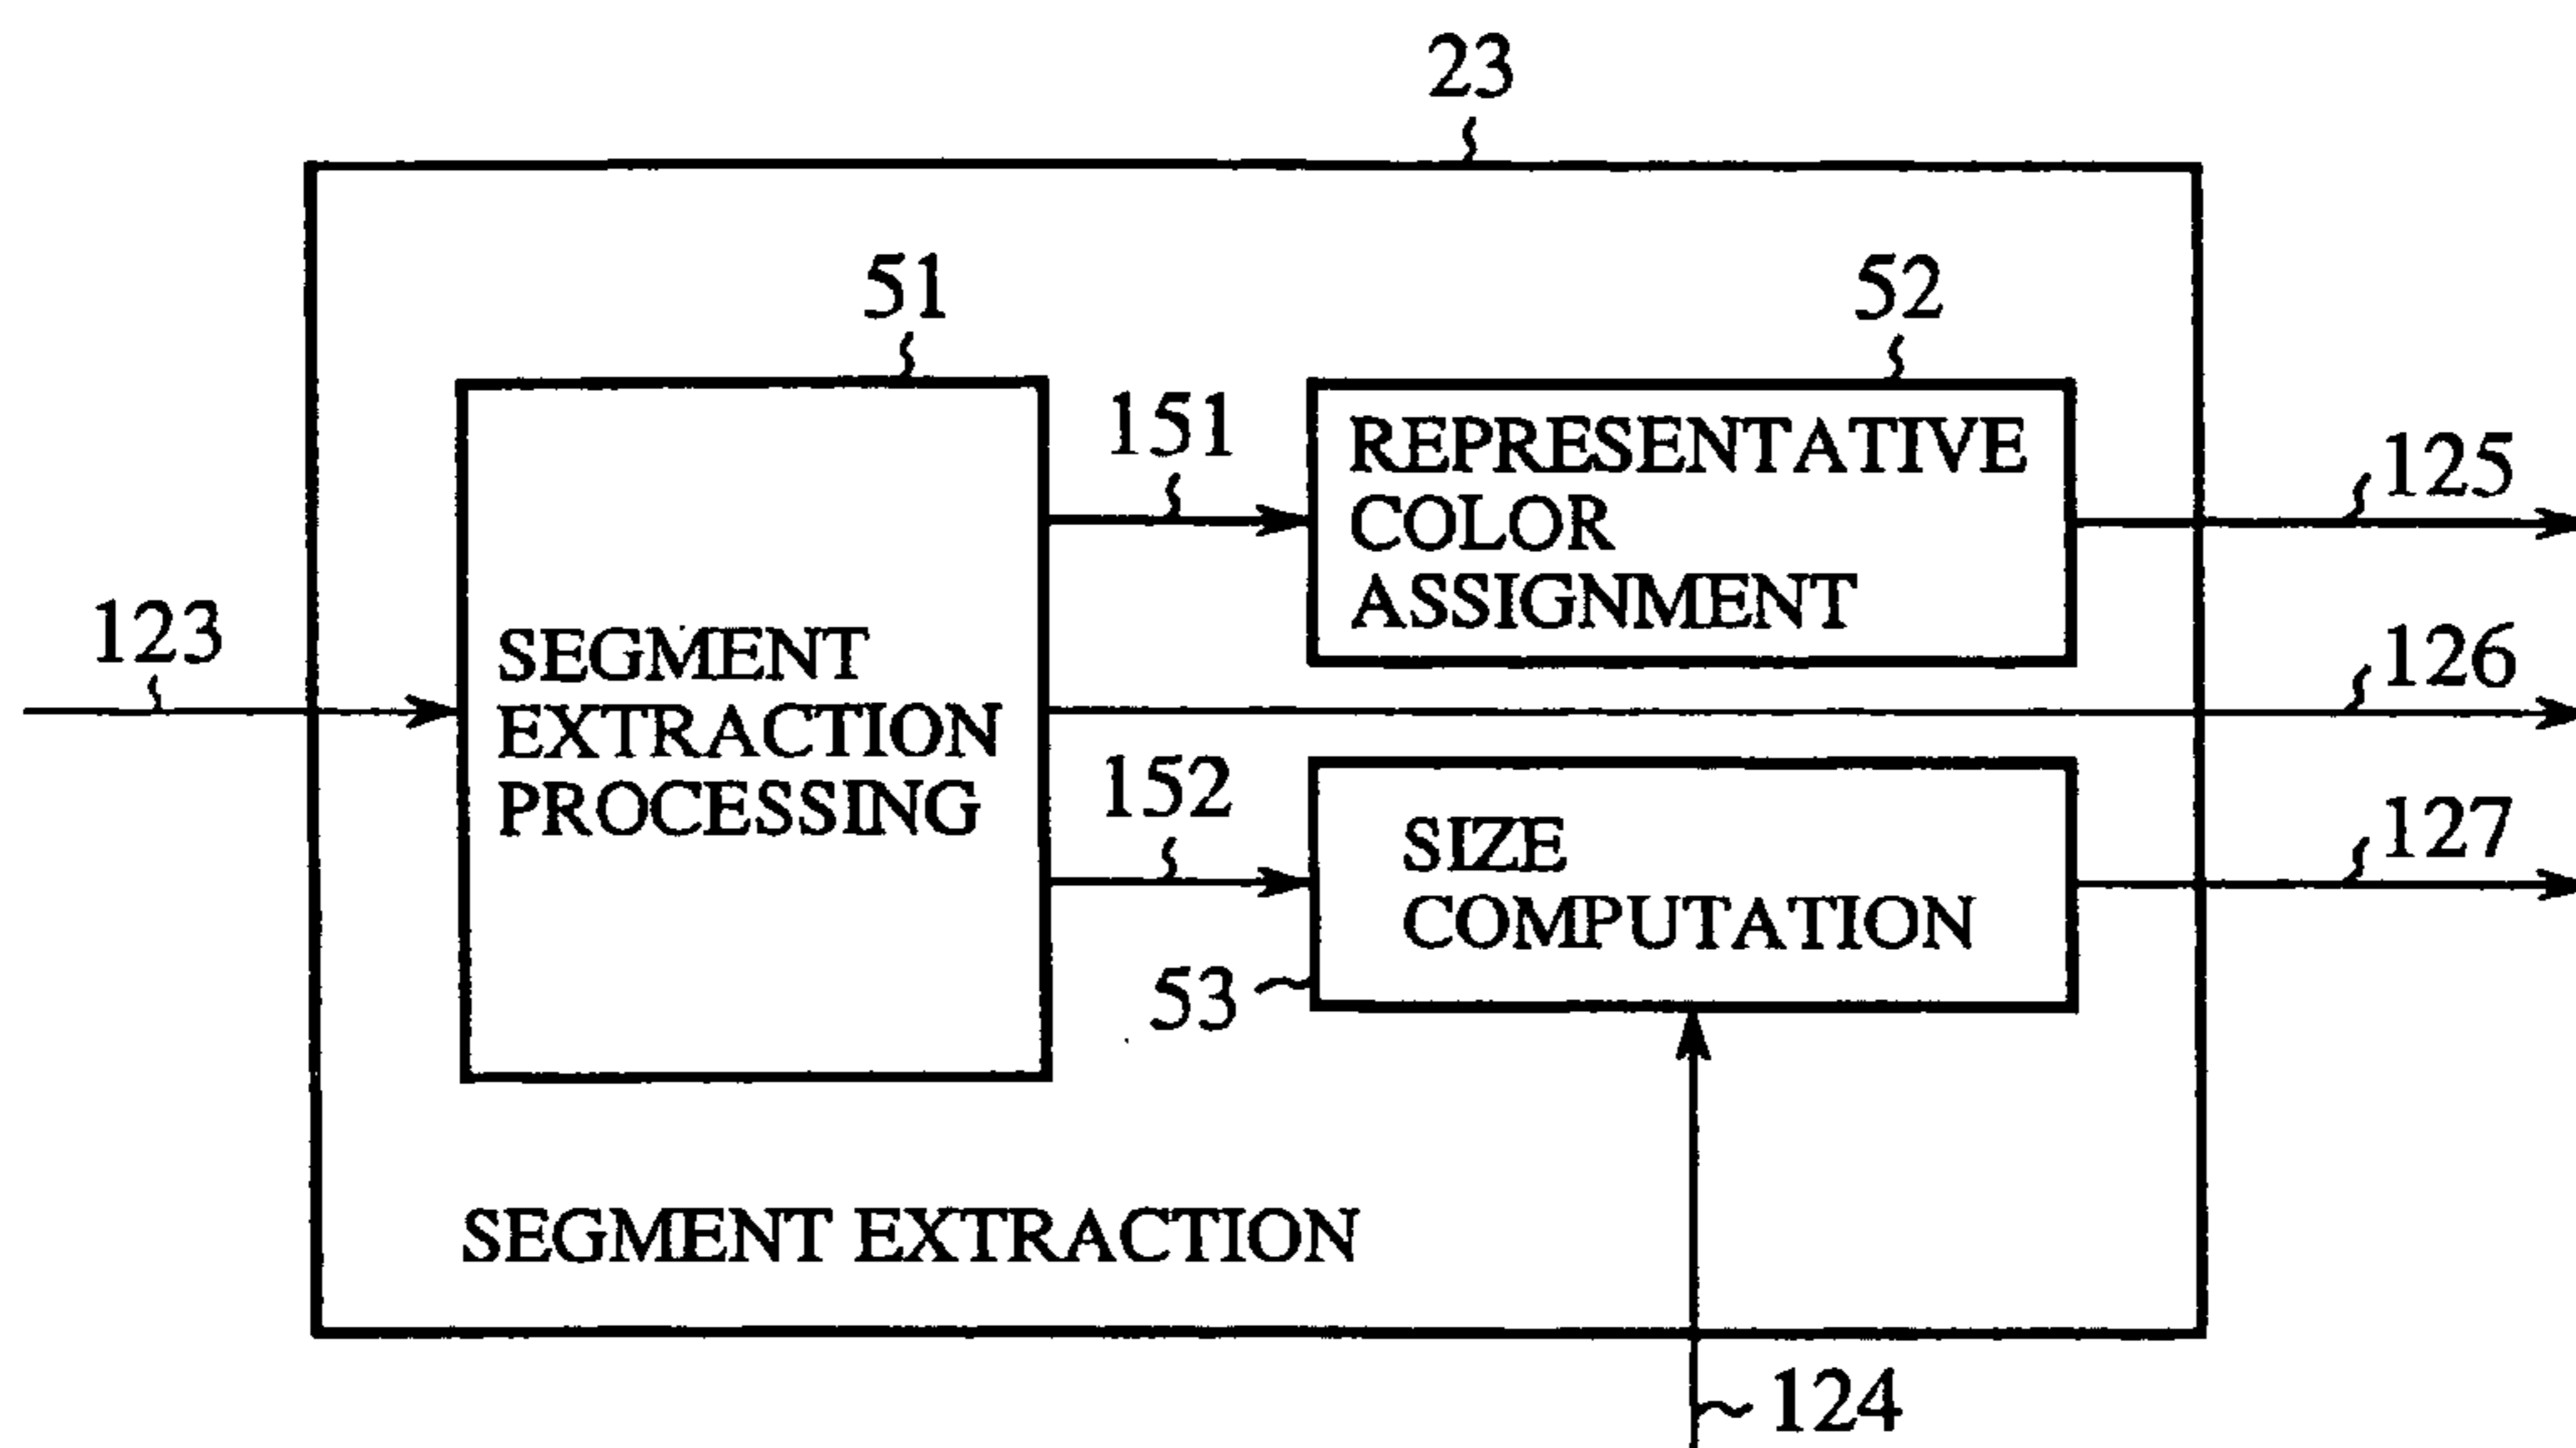 23
51
52
151
REPRESENTATIVE
COLOR
ASSIGNMENT
125
123
SEGMENT
EXTRACTION
PROCESSING
126
152
SIZE
COMPUTATION
127
53
SEGMENT EXTRACTION
124